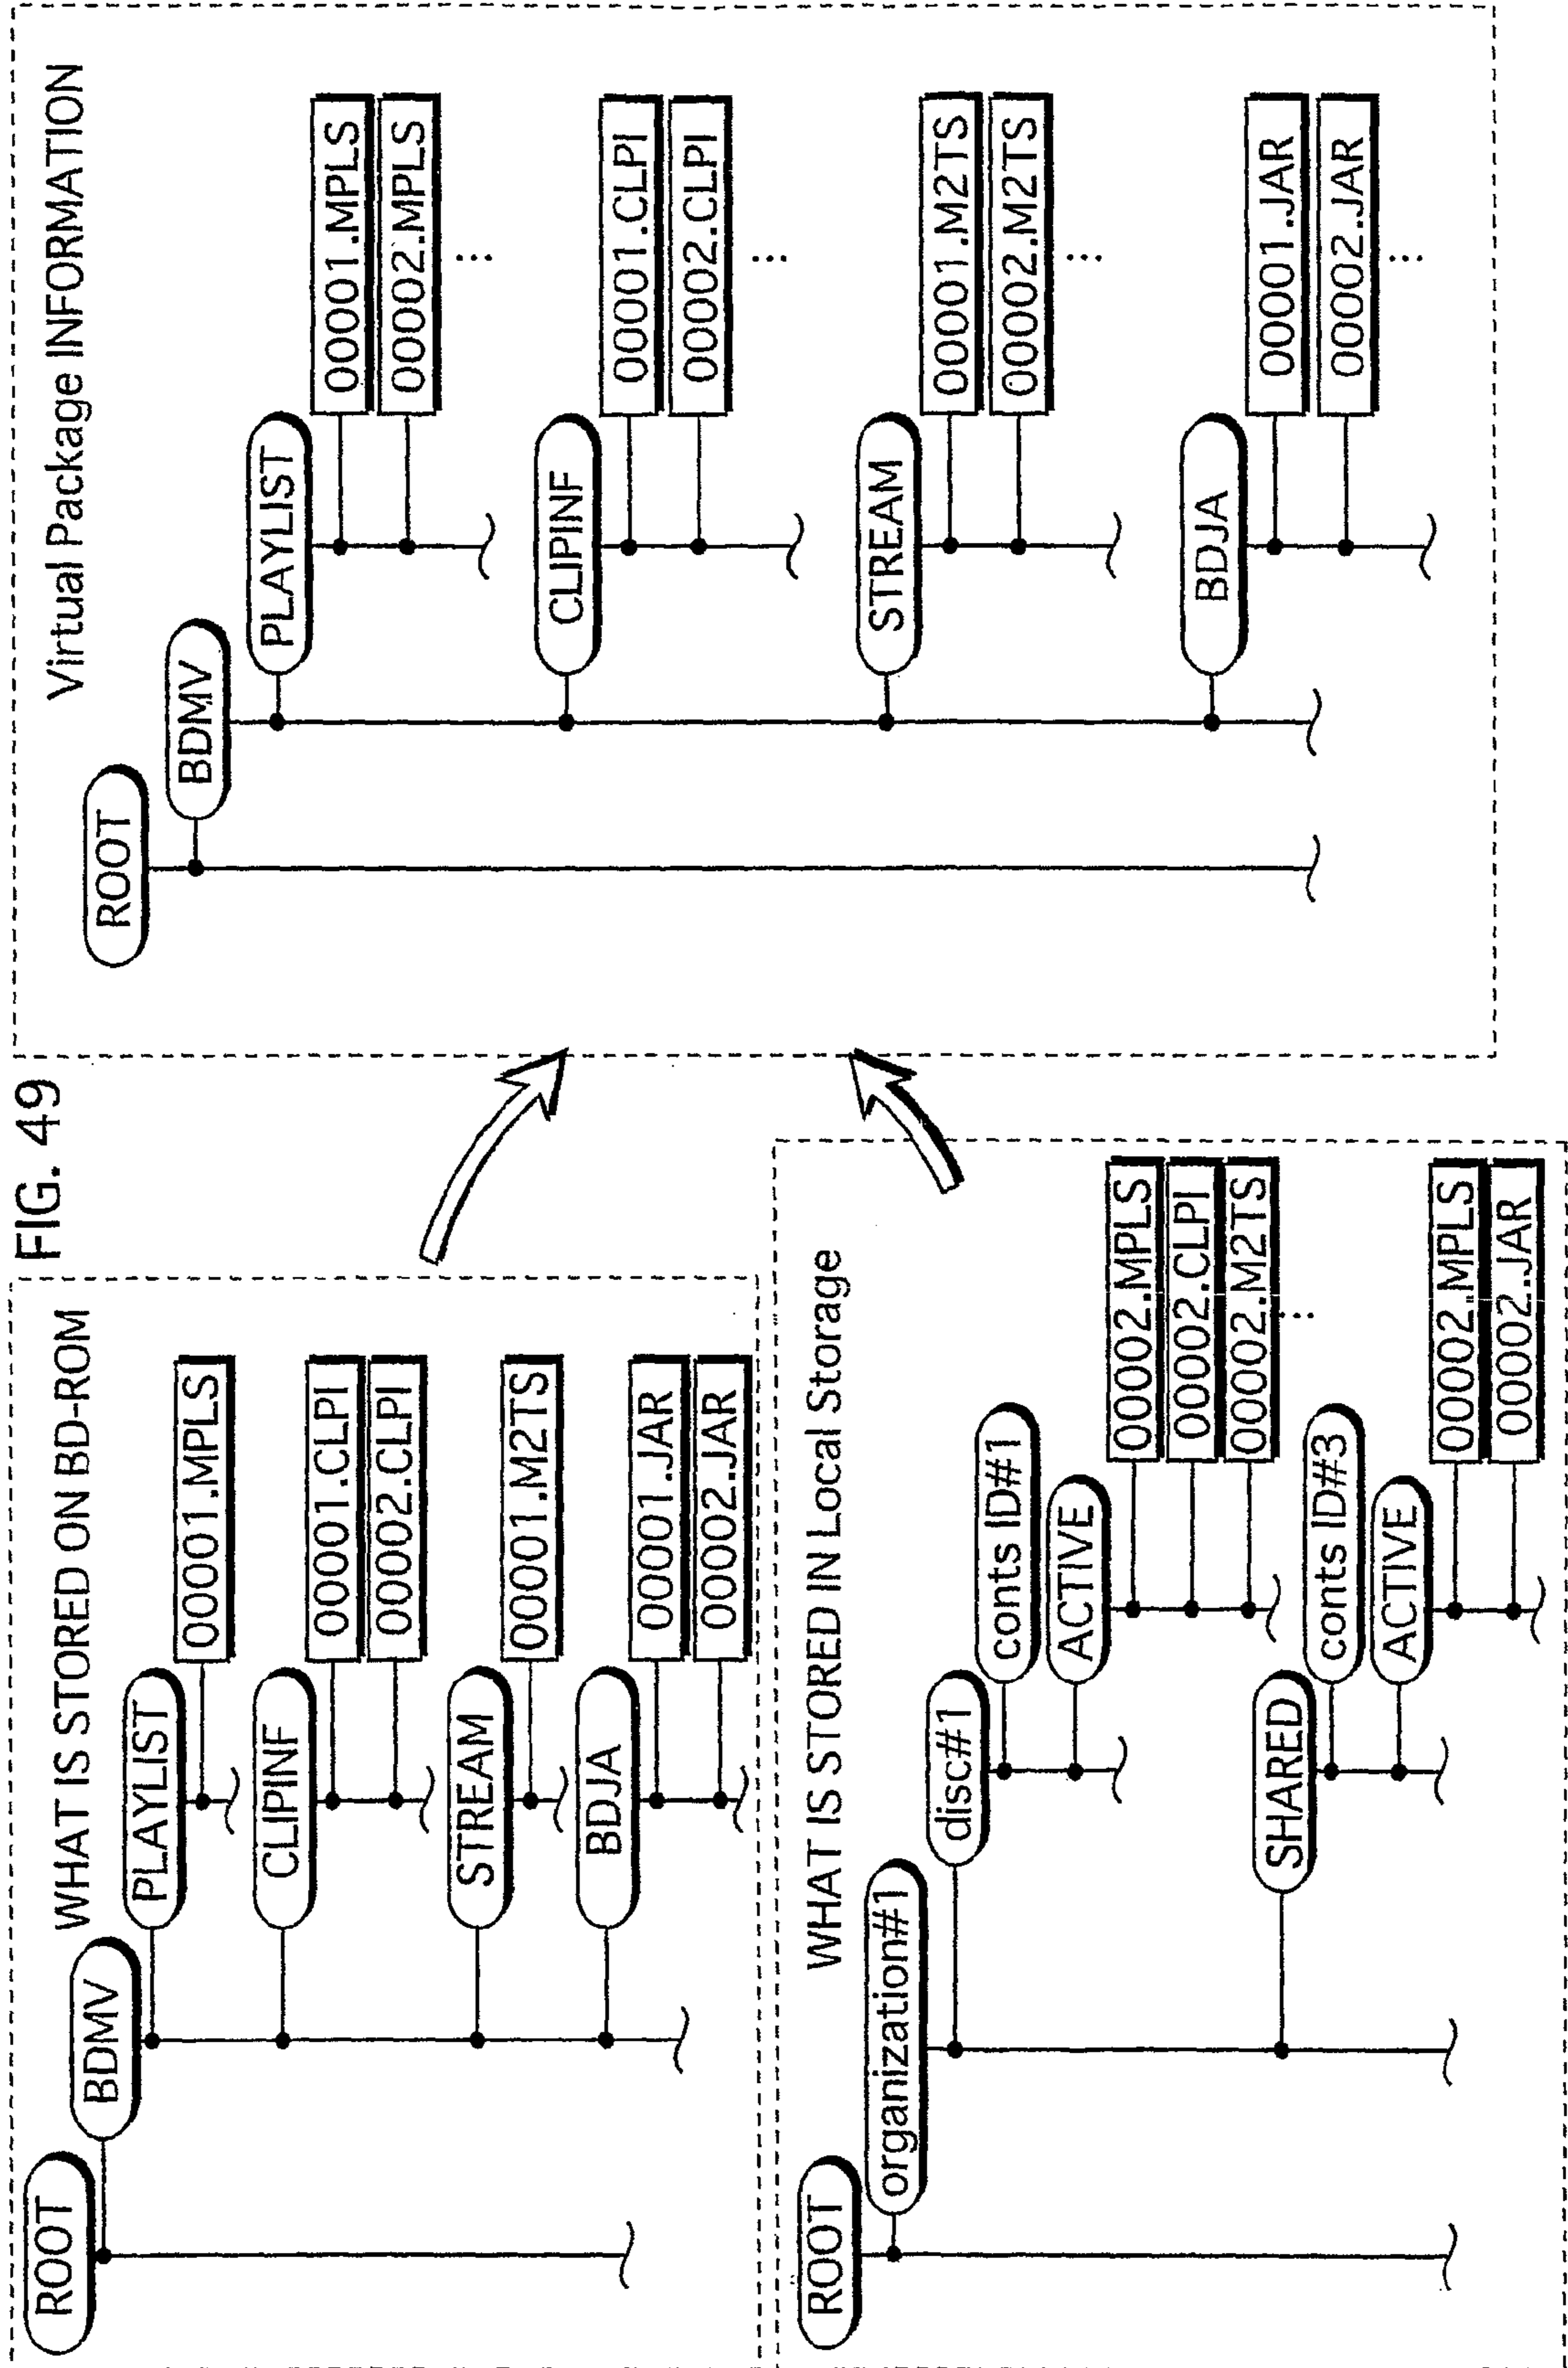 FIG. 49
WHAT IS STORED ON BD-ROM
ROOT
BDMV
PLAYLIST
00001.MPLS
CLIPINF
00001.CLPI
00002.CLPI
STREAM
00001.M2TS
BDJA
00001.JAR
00002.JAR
WHAT IS STORED IN Local Storage
ROOT
organization#1
disc#1
conts ID#1
ACTIVE
00002.MPLS
00002.CLPI
00002.M2TS
...
SHARED
conts ID#3
ACTIVE
00002.MPLS
00002.JAR
Virtual Package INFORMATION
ROOT
BDMV
PLAYLIST
00001.MPLS
00002.MPLS
...
CLIPINF
00001.CLPI
00002.CLPI
...
STREAM
00001.M2TS
00002.M2TS
...
BDJA
00001.JAR
00002.JAR
...